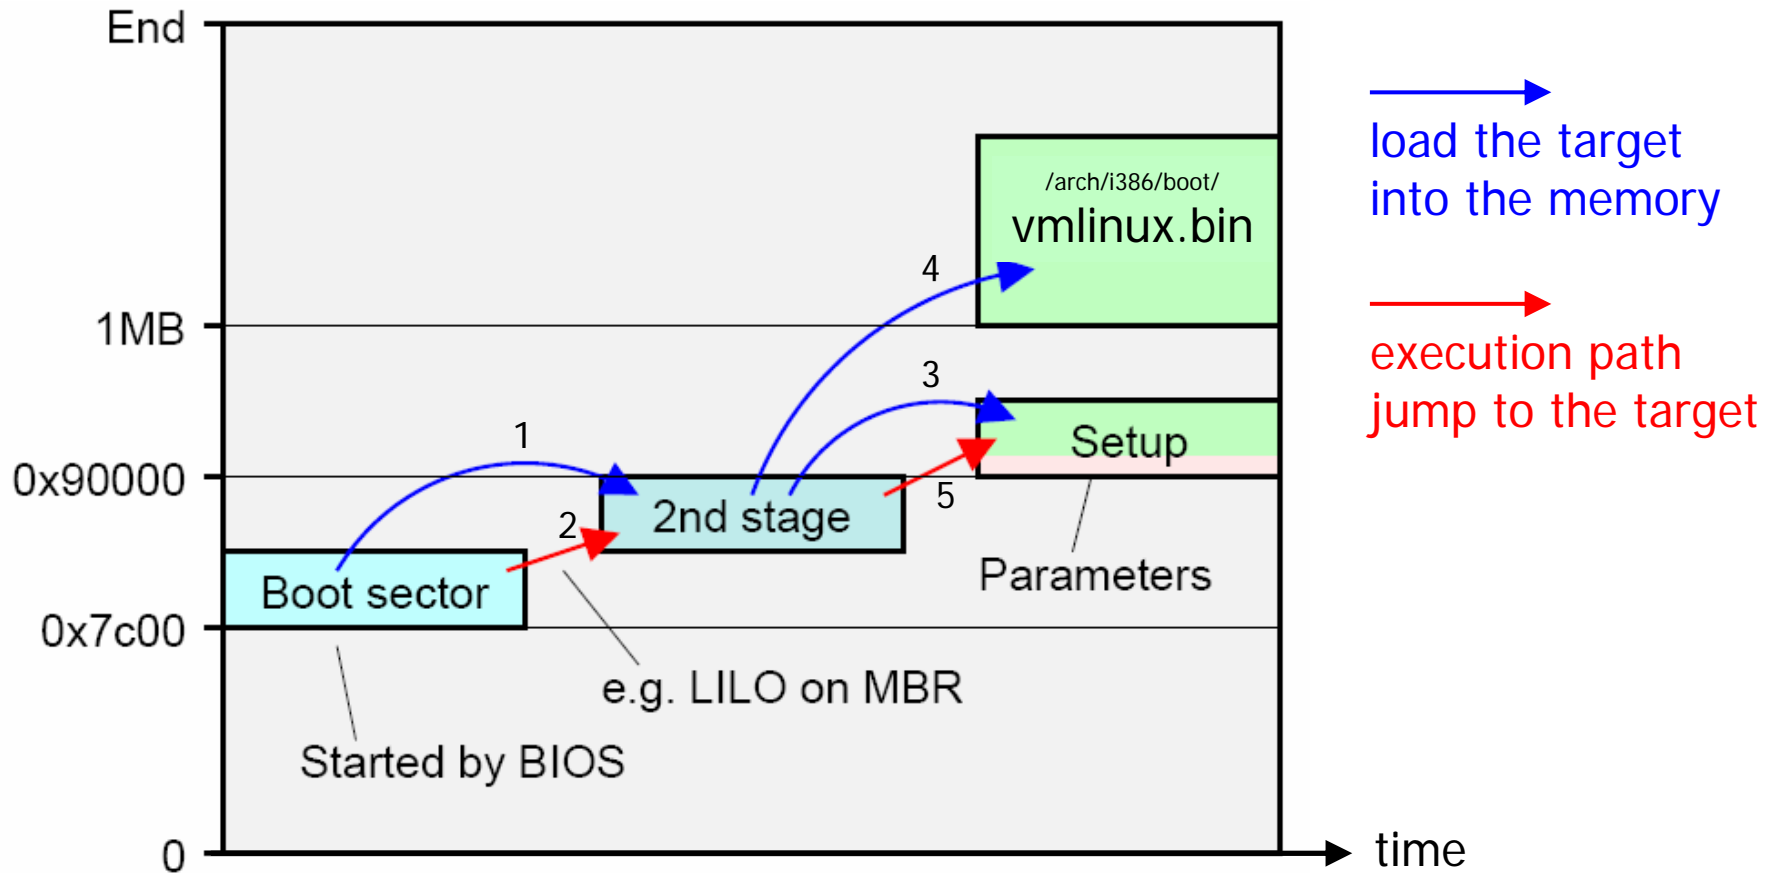 End
load the target
into the memory
/arch/i386/boot/
vmlinux.bin
4
1MB
execution path
jump to the target
3
1
Setup
0x90000
5
2nd stage
2
Parameters
Boot sector
0x7c00
e.g. LILO on MBR
Started by BIOS
0
time